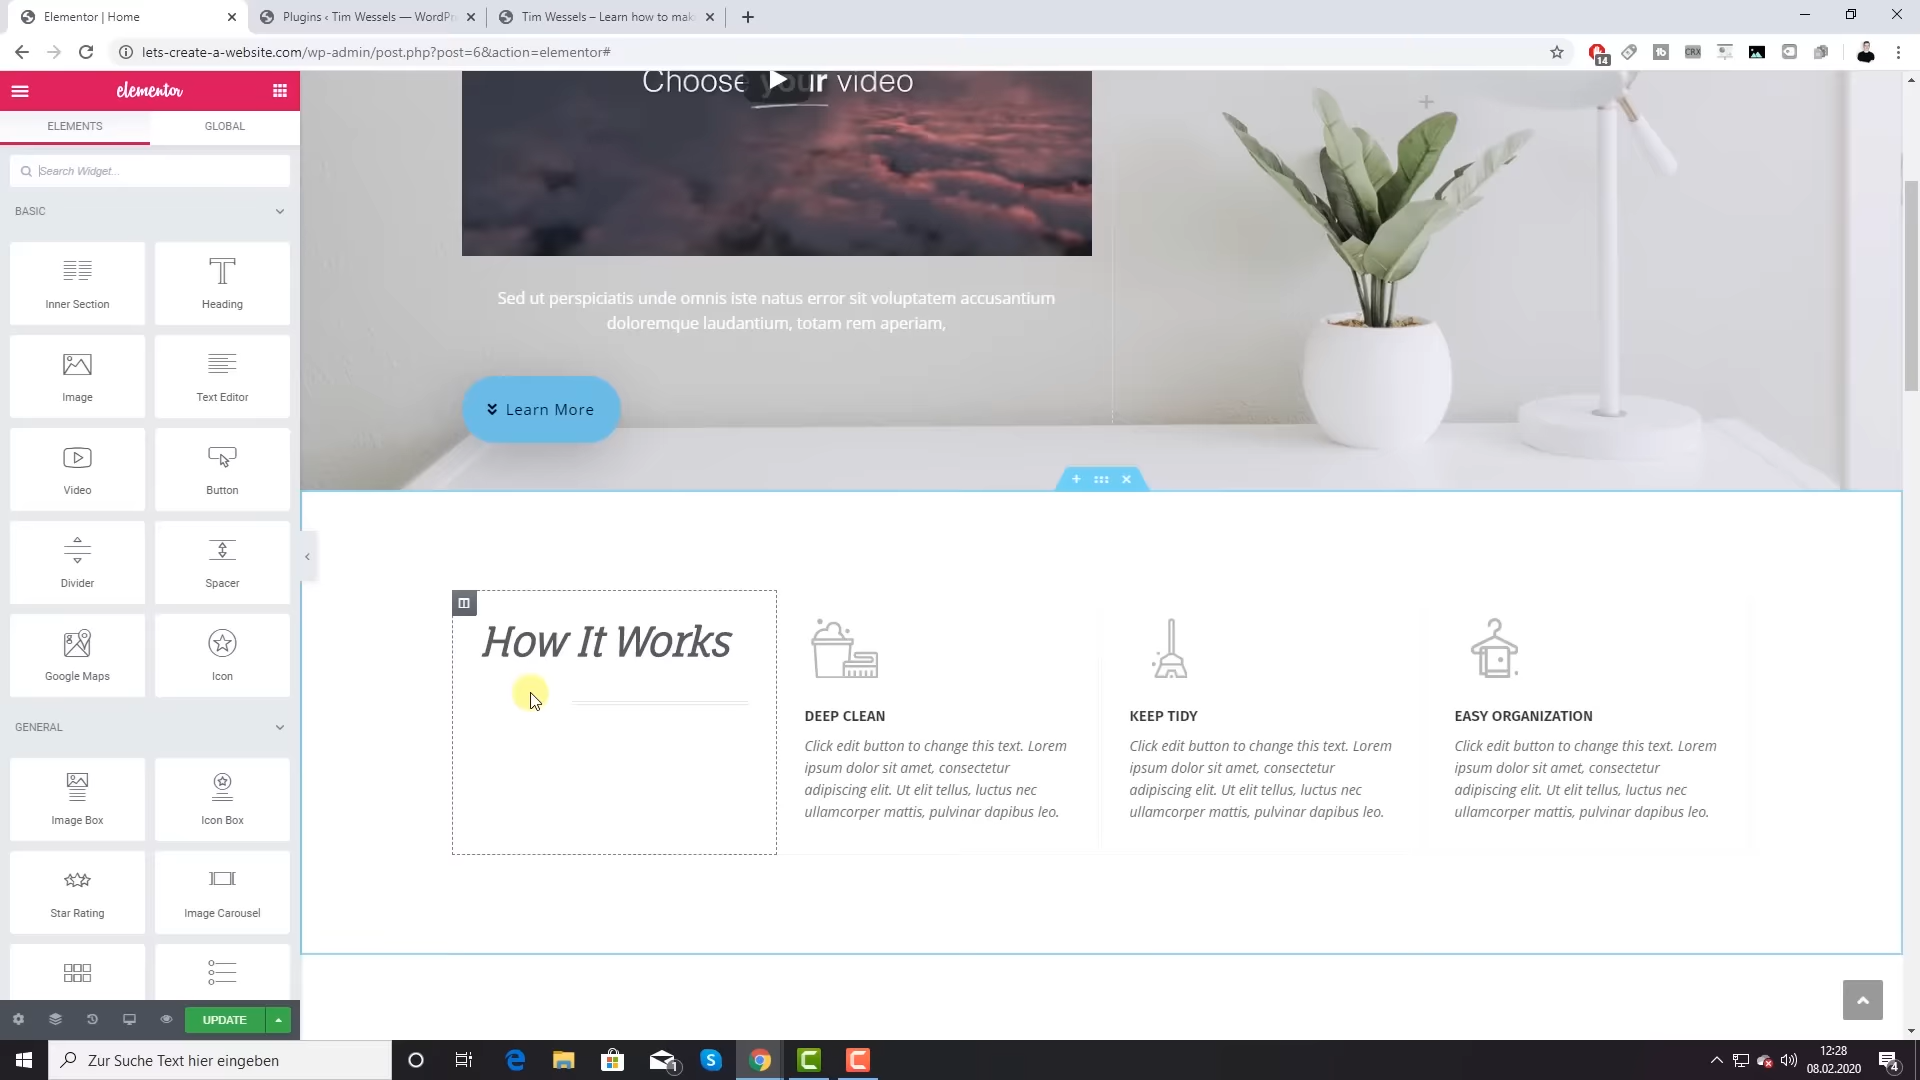 Elementor | Home
Plugins ‹ Tim Wessels — WordPr
Tim Wessels – Learn how to mak
lets-create-a-website.com/wp-admin/post.php?post=6&action=elementor#
14
elementor
ELEMENTS
GLOBAL
Search Widget...
BASIC
Inner Section
Heading
Image
Text Editor
Video
Button
Divider
Spacer
Google Maps
Icon
GENERAL
Image Box
Icon Box
Star Rating
Image Carousel
UPDATE
Choose your video
Sed ut perspiciatis unde omnis iste natus error sit voluptatem accusantium
doloremque laudantium, totam rem aperiam,
Learn More
How It Works
DEEP CLEAN
Click edit button to change this text. Lorem
ipsum dolor sit amet, consectetur
adipiscing elit. Ut elit tellus, luctus nec
ullamcorper mattis, pulvinar dapibus leo.
KEEP TIDY
Click edit button to change this text. Lorem
ipsum dolor sit amet, consectetur
adipiscing elit. Ut elit tellus, luctus nec
ullamcorper mattis, pulvinar dapibus leo.
EASY ORGANIZATION
Click edit button to change this text. Lorem
ipsum dolor sit amet, consectetur
adipiscing elit. Ut elit tellus, luctus nec
ullamcorper mattis, pulvinar dapibus leo.
Zur Suche Text hier eingeben
1
12:28
08.02.2020
4